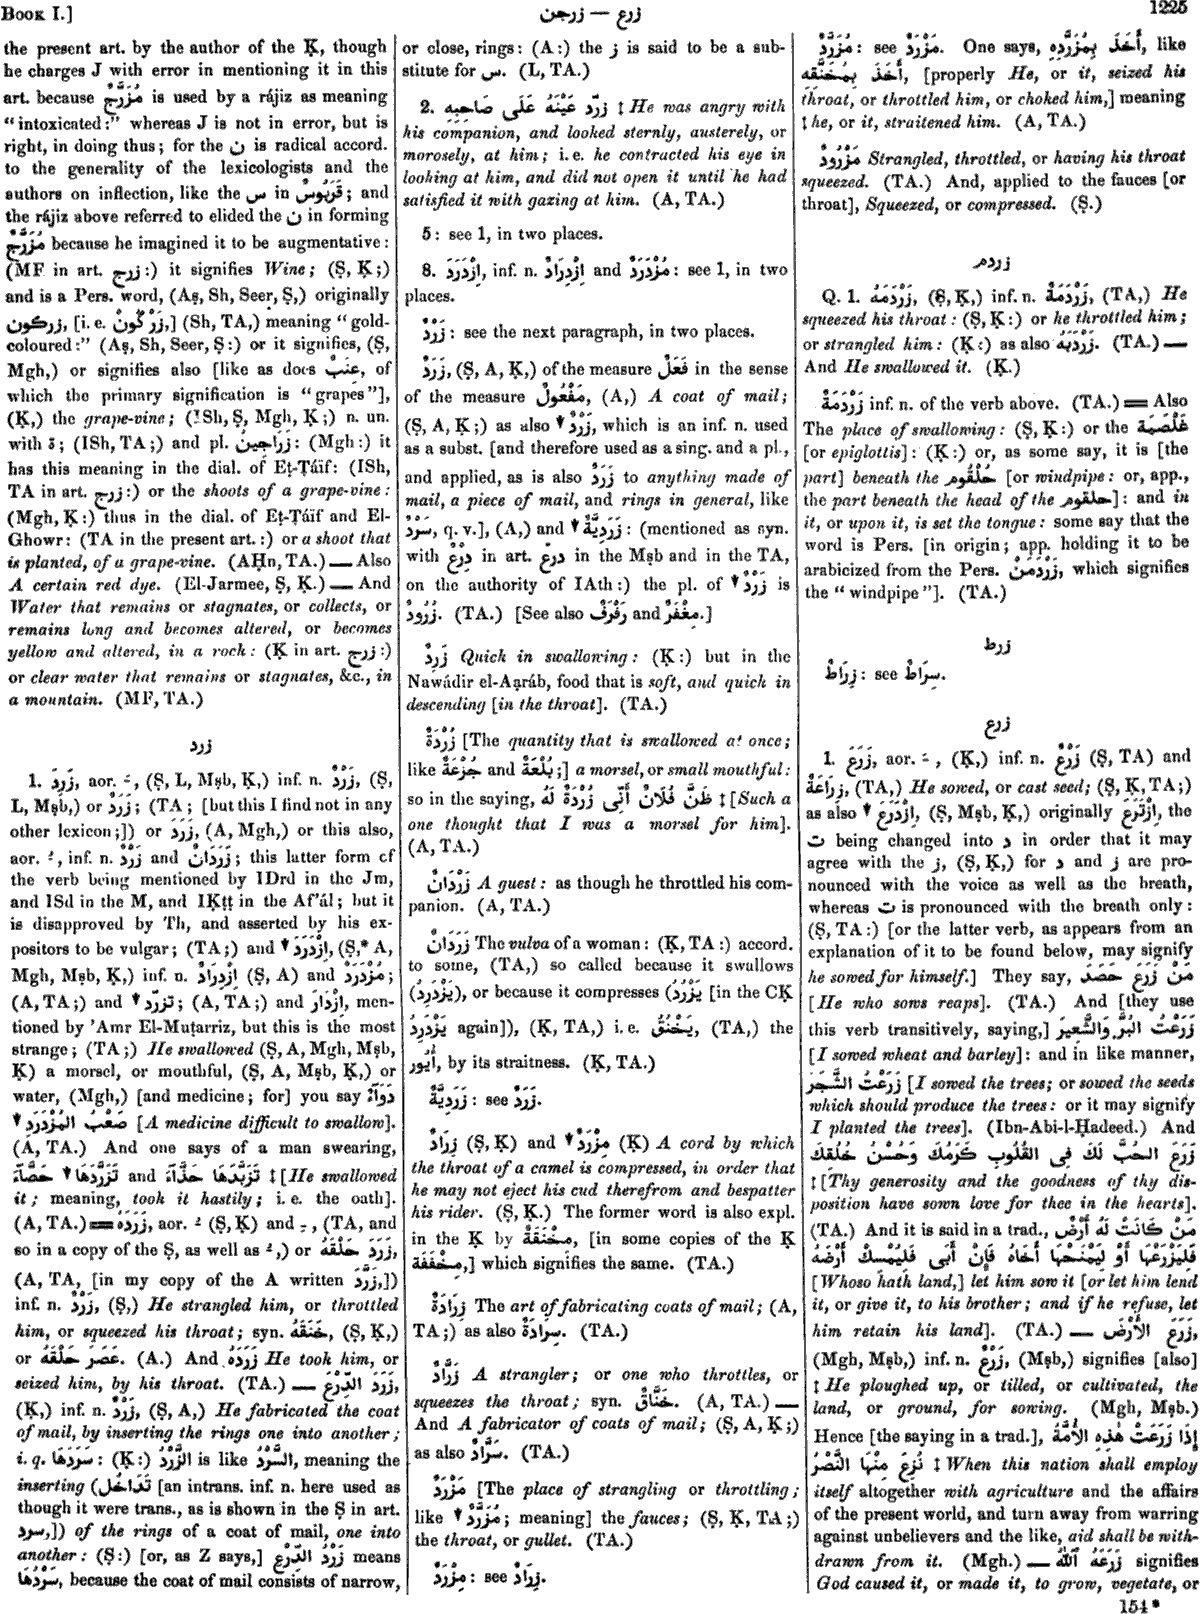 BOOK I.]
زرع — زرجن
1225
the present art. by the author of the Ḳ, though
he charges J with error in mentioning it in this
art. because مُزَرَّجٌ is used by a rájiz as meaning
“intoxicated:” whereas J is not in error, but is
right, in doing thus; for the ن is radical accord.
to the generality of the lexicologists and the
authors on inflection, like the س in قَرَبُوسٌ; and
the rájiz above referred to elided the ن in forming
مُزَرَّجٌ because he imagined it to be augmentative:
(MF in art. زرج:) it signifies Wine; (Ṣ, Ḳ;)
and is a Pers. word, (Aṣ, Sh, Seer, Ṣ,) originally
زركون, [i. e. زَرْ گُونْ,] (Sh, TA,) meaning “gold-
coloured:” (Aṣ, Sh, Seer, Ṣ:) or it signifies, (Ṣ,
Mgh,) or signifies also [like as does عِنَبٌ, of
which the primary signification is “grapes”],
(Ḳ,) the grape-vine; (ISh, Ṣ, Mgh, Ḳ;) n. un.
with ة; (ISh, TA;) and pl. زَرَاجِينُ: (Mgh:) it
has this meaning in the dial. of Eṭ-Ṭáïf: (ISh,
TA in art. زرج:) or the shoots of a grape-vine:
(Mgh, Ḳ:) thus in the dial. of Eṭ-Ṭáïf and El-
Ghowr: (TA in the present art.:) or a shoot that
is planted, of a grape-vine. (AḤn, TA.) — Also
A certain red dye. (El-Jarmee, Ṣ, Ḳ.) — And
Water that remains or stagnates, or collects, or
remains long and becomes altered, or becomes
yellow and altered, in a rock: (Ḳ in art. زرج:)
or clear water that remains or stagnates, &c., in
a mountain. (MF, TA.)
زرد
1. زَرِدَ, aor. ـَ, (Ṣ, L, Mṣb, Ḳ,) inf. n. زَرْدٌ, (Ṣ,
L, Mṣb,) or زَرَدٌ; (TA; [but this I find not in any
other lexicon;]) or زَرَدَ, (A, Mgh,) or this also,
aor. ـُ, inf. n. زَرْدٌ and زَرَدَانٌ; this latter form of
the verb being mentioned by IDrd in the Jm,
and ISd in the M, and IḲṭṭ in the Af’ál; but it
is disapproved by Th, and asserted by his ex-
positors to be vulgar; (TA;) and ↓ اِزْدَرَدَ, (Ṣ,* A,
Mgh, Mṣb, Ḳ,) inf. n. اِزْدِرَادٌ (Ṣ, A) and مُزْدَرَدٌ;
(A, TA;) and ↓ تزرّد; (A, TA;) and اِزْدَارَ, men-
tioned by ’Amr El-Muṭarriz, but this is the most
strange; (TA;) He swallowed (Ṣ, A, Mgh, Mṣb,
Ḳ) a morsel, or mouthful, (Ṣ, A, Mṣb, Ḳ,) or
water, (Mgh,) [and medicine; for] you say دَوَآءٌ
صَعْبُ المُزْدَرَدِ ↓ [A medicine difficult to swallow].
(A, TA.) And one says of a man swearing,
تَزَرَّدَهَا حَصَّآءَ ↓ and تَزَبَّدَهَا حَذَّآءَ ‡ [He swallowed
it; meaning, took it hastily; i. e. the oath].
(A, TA.) ═ زَرَدَهُ, aor. ـُ (Ṣ, Ḳ) and ـِ, (TA, and
so in a copy of the Ṣ, as well as ـُ,) or زَرَدَ حَلْقَهُ,
(A, TA, [in my copy of the A written زَرَّدَ,])
inf. n. زَرْدٌ, (Ṣ,) He strangled him, or throttled
him, or squeezed his throat; syn. خَنَقَهُ, (Ṣ, Ḳ,)
or عَصَرَ حَلْقَهُ. (A.) And زَرَدَهُ He took him, or
seized him, by his throat. (TA.) — زَرَدَ الدِّرْعَ,
(Ḳ,) inf. n. زَرْدٌ, (Ṣ, A,) He fabricated the coat
of mail, by inserting the rings one into another;
i. q. سَرَدَهَا: (Ḳ:) الزَّرْدُ is like السَّرْدُ, meaning the
inserting (تَدَاخُل [an intrans. inf. n. here used as
though it were trans., as is shown in the Ṣ in art.
سرد,]) of the rings of a coat of mail, one into
another: (Ṣ:) [or, as Z says,] زَرْدُ الدِّرْعِ means
سَرْدُهَا, because the coat of mail consists of narrow,
or close, rings: (A:) the ز is said to be a sub-
stitute for س. (L, TA.)
2. زرّد عَيْنَهُ عَلَى صَاحِبِهِ ‡ He was angry with
his companion, and looked sternly, austerely, or
morosely, at him; i. e. he contracted his eye in
looking at him, and did not open it until he had
satisfied it with gazing at him. (A, TA.)
5: see 1, in two places.
8. اِزْدَرَدَ, inf. n. اِزْدِرَادٌ and مُزْدَرَدٌ: see 1, in two
places.
زَرْدٌ: see the next paragraph, in two places.
زَرَدٌ, (Ṣ, A, Ḳ,) of the measure فَعَلٌ in the sense
of the measure مَفْعُولٌ, (A,) A coat of mail;
(Ṣ, A, Ḳ;) as also ↓ زَرْدٌ, which is an inf. n. used
as a subst. [and therefore used as a sing. and a pl.,
and applied, as is also زَرَدٌ to anything made of
mail, a piece of mail, and rings in general, like
سَرْدٌ, q. v.], (A,) and ↓ زَرَدِيَّةٌ: (mentioned as syn.
with دِرْعٌ in art. درع in the Mṣb and in the TA,
on the authority of IAth:) the pl. of ↓ زَرْدٌ is
زُرُودٌ. (TA.) [See also رَفْرَفٌ and مِغْفَرٌ.]
زَرِدٌ Quick in swallowing: (Ḳ:) but in the
Nawádir el-Aạráb, food that is soft, and quick in
descending [in the throat]. (TA.)
زُرْدَةٌ [The quantity that is swallowed at once;
like جُزْعَةٌ and بُلْعَةٌ;] a morsel, or small mouthful:
so in the saying, ظَنَّ فُلَانٌ أَنِّى زُرْدَةٌ لَهُ ‡ [Such a
one thought that I was a morsel for him].
(A, TA.)
زَرْدَانٌ A guest: as though he throttled his com-
panion. (A, TA.)
زَرَدَانٌ The vulva of a woman: (Ḳ, TA:) accord.
to some, (TA,) so called because it swallows
(يَزْدَرِدُ), or because it compresses (يَزْرُدُ [in the CḲ
يَزْدَرِدُ again]), (Ḳ, TA,) i. e. يَخْنُقُ, (TA,) the
أُيُور, by its straitness. (Ḳ, TA.)
زَرَدِيَّةٌ: see زَرَدٌ.
زِرَادٌ (Ṣ, Ḳ) and ↓ مِزْرَدٌ (Ḳ) A cord by which
the throat of a camel is compressed, in order that
he may not eject his cud therefrom and bespatter
his rider. (Ṣ, Ḳ.) The former word is also expl.
in the Ḳ by مِخْنَقَةٌ, [in some copies of the Ḳ
مِخْفَقَةٌ,] which signifies the same. (TA.)
زِرَادَةٌ The art of fabricating coats of mail; (A,
TA;) as also سِرَادَةٌ. (TA.)
زَرَّادٌ A strangler; or one who throttles, or
squeezes the throat; syn. خَنَّاقٌ. (A, TA.) —
And A fabricator of coats of mail; (Ṣ, A, Ḳ;)
as also سَرَّادٌ. (TA.)
مَزْرَدٌ [The place of strangling or throttling;
like ↓ مُزَرَّدٌ; meaning] the fauces; (Ṣ, Ḳ, TA;)
the throat, or gullet. (TA.)
مِزْرَدٌ: see زِرَادٌ.
مُزَرَّدٌ: see مَزْرَدٌ. One says, أَخَذَ بِمُزَرَّدِهِ, like
أَخَذَ بِمُخَنَّقِهِ, [properly He, or it, seized his
throat, or throttled him, or choked him,] meaning
‡ he, or it, straitened him. (A, TA.)
مَزْرُودٌ Strangled, throttled, or having his throat
squeezed. (TA.) And, applied to the fauces [or
throat], Squeezed, or compressed. (Ṣ.)
زردم
Q. 1. زَرْدَمَهُ, (Ṣ, Ḳ,) inf. n. زَرْدَمَةٌ, (TA,) He
squeezed his throat: (Ṣ, Ḳ:) or he throttled him;
or strangled him: (Ḳ:) as also زَرْدَبَهُ. (TA.) —
And He swallowed it. (Ḳ.)
زَرْدَمَةٌ inf. n. of the verb above. (TA.) ═ Also
The place of swallowing: (Ṣ, Ḳ:) or the غَلْصَمَة
[or epiglottis]: (Ḳ:) or, as some say, it is [the
part] beneath the حُلْقُوم [or windpipe: or, app.,
the part beneath the head of the حلقوم]: and in
it, or upon it, is set the tongue: some say that the
word is Pers. [in origin; app. holding it to be
arabicized from the Pers. زَرْدَمَنْ, which signifies
the “windpipe”]. (TA.)
زرط
زِرَاطٌ: see سِرَاطٌ.
زرع
1. زَرَعَ, aor. ـَ, (Ḳ,) inf. n. زَرْعٌ (Ṣ, TA) and
زِرَاعَةٌ, (TA,) He sowed, or cast seed; (Ṣ, Ḳ, TA;)
as also ↓ اِزْدَرَعَ, (Ṣ, Mṣb, Ḳ,) originally اِزْتَرَعَ, the
ت being changed into د in order that it may
agree with the ز, (Ṣ, Ḳ,) for د and ز are pro-
nounced with the voice as well as the breath,
whereas ت is pronounced with the breath only:
(Ṣ, TA:) [or the latter verb, as appears from an
explanation of it to be found below, may signify
he sowed for himself.] They say, مَنْ زَرَعَ حَصَدَ
[He who sows reaps]. (TA.) And [they use
this verb transitively, saying,] زَرَعْتُ البُرَّ وَالشَّعِيرَ
[I sowed wheat and barley]: and in like manner,
زَرَعْتُ الشَّجَرَ [I sowed the trees; or sowed the seeds
which should produce the trees: or it may signify
I planted the trees]. (Ibn-Abi-l-Ḥadeed.) And
زَرَعَ الحُبَّ لَكَ فِى القُلُوبِ كَرَمُكَ وَحُسْنُ خُلُقِكَ
‡ [Thy generosity and the goodness of thy dis-
position have sown love for thee in the hearts].
(TA.) And it is said in a trad., مَنْ كَانَتْ لَهُ أَرْضٌ
فَلْيَزْرَعْهَا أَوْ لِيَمْنَحْهَا أَخَاهُ فَإِنْ أَبَى فَلْيُمْسِكْ أَرْضَهُ
[Whoso hath land,] let him sow it [or let him lend
it, or give it, to his brother; and if he refuse, let
him retain his land]. (TA.) — زَرَعَ الأَرْضَ,
(Mgh, Mṣb,) inf. n. زَرْعٌ, (Mṣb,) signifies [also]
‡ He ploughed up, or tilled, or cultivated, the
land, or ground, for sowing. (Mgh, Mṣb.)
Hence [the saying in a trad.], إِذَا زَرَعَتْ هٰذِهِ الأُمَّةُ
نُزِعَ مِنْهَا النَّصْرُ ‡ When this nation shall employ
itself altogether with agriculture and the affairs
of the present world, and turn away from warring
against unbelievers and the like, aid shall be with-
drawn from it. (Mgh.) — زَرَعَهُ ٱللّٰهُ signifies
God caused it, or made it, to grow, vegetate, or
154*